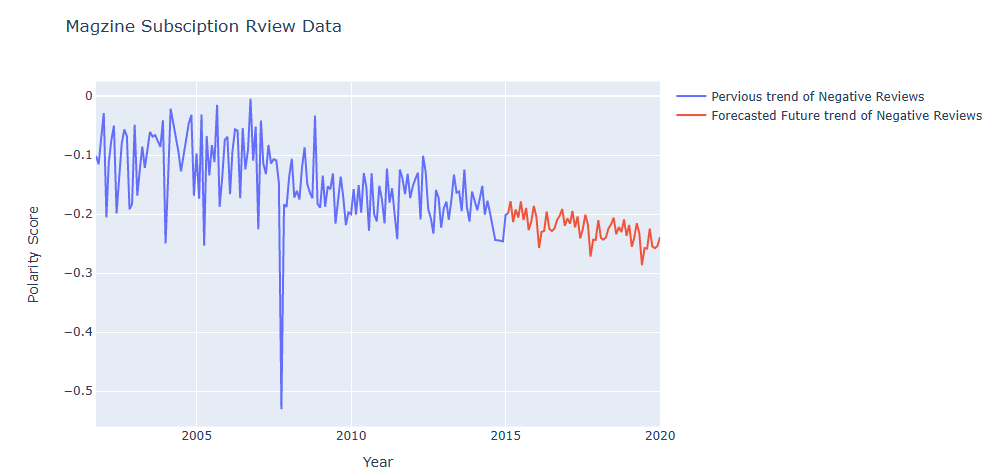 Magzine Subsciption Rview Data
Pervious trend of Negative Reviews
Forecasted Future trend of Negative Reviews
0
−0.1
−0.2
−0.3
−0.4
−0.5
Polarity Score
2005 2010 2015 2020
Year